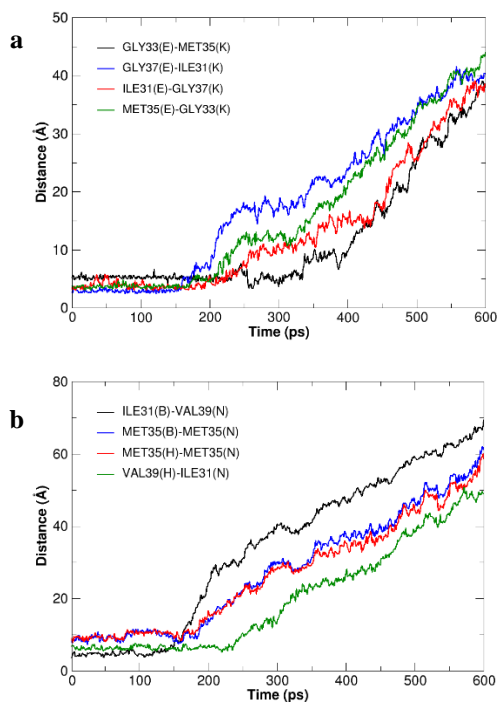 a
50
40
30
20
10
0
Distance (Å)
GLY33(E)-MET35(K)
GLY37(E)-ILE31(K)
ILE31(E)-GLY37(K)
MET35(E)-GLY33(K)
0 100 200 300 400 500 600
Time (ps)
b
80
60
40
20
0
Distance (Å)
ILE31(B)-VAL39(N)
MET35(B)-MET35(N)
MET35(H)-MET35(N)
VAL39(H)-ILE31(N)
0 100 200 300 400 500 600
Time (ps)